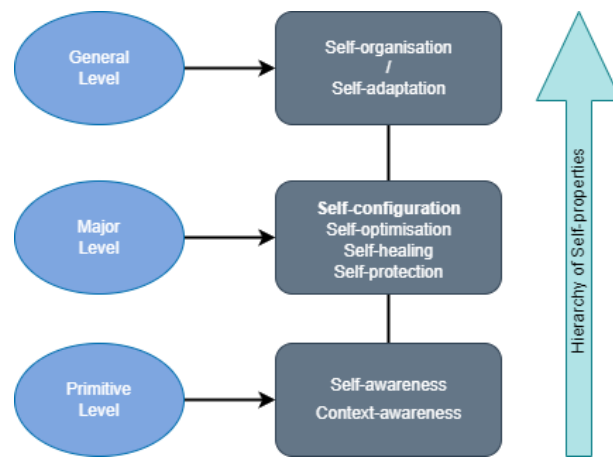 General
Level
Self-organisation
/
Self-adaptation
Major
Level
Self-configuration
Self-optimisation
Self-healing
Self-protection
Primitive
Level
Self-awareness
Context-awareness
Hierarchy of Self-properties